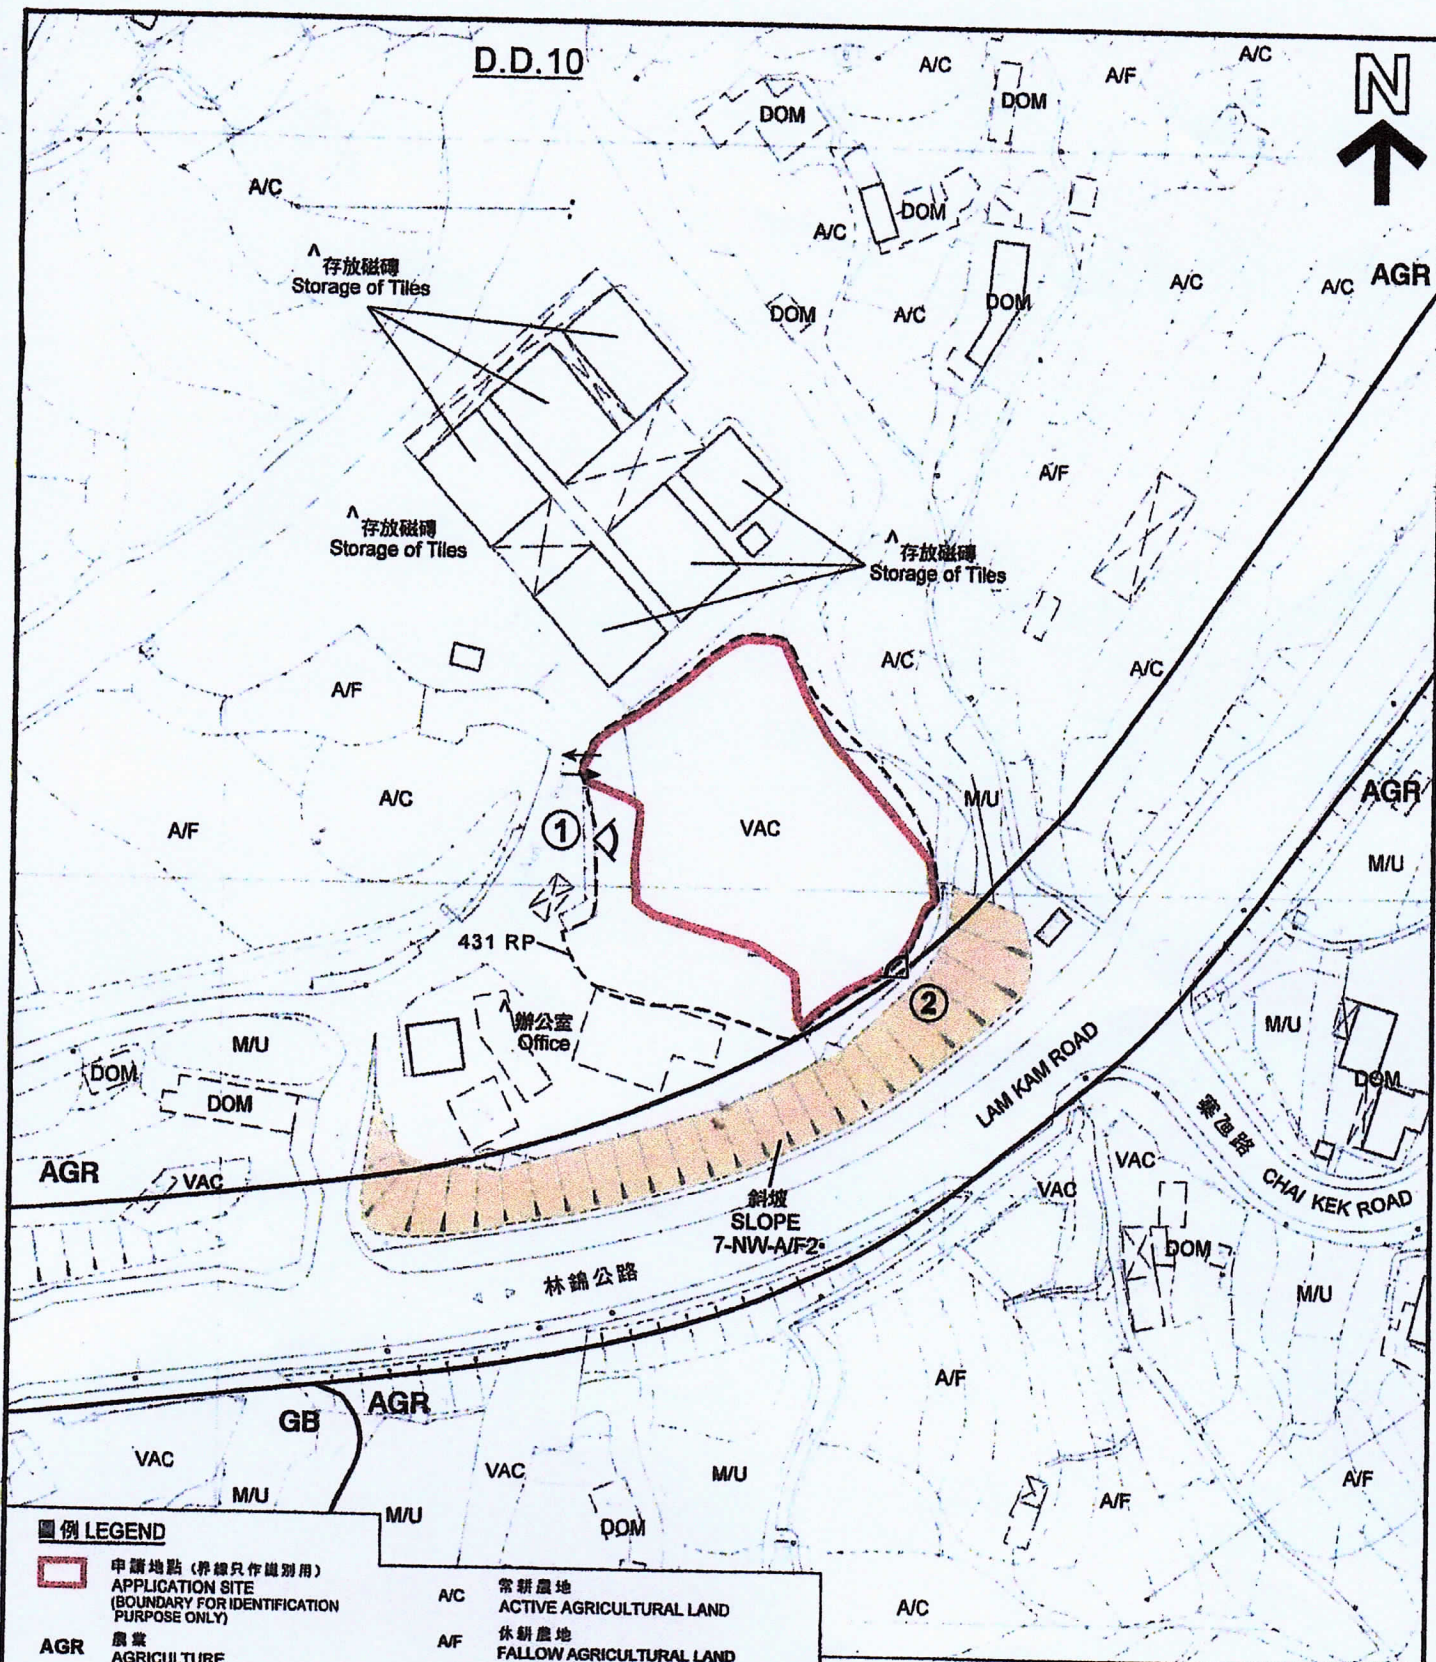 D.D.10
A/C
A/F
A/C
N
DOM
DOM
A/C
DOM
A/C
^
存放磁磚
Storage of Tiles
A/C
A/C
AGR
DOM
A/C
DOM
A/F
^
存放磁磚
Storage of Tiles
^
存放磁磚
Storage of Tiles
A/C
A/C
A/F
A/C
A/F
M/U
AGR
M/U
1
VAC
431 RP
2
^
辦公室
Office
M/U
DOM
DOM
M/U
DOM
LAM KAM ROAD
寨𪨶路
CHAI KEK ROAD
AGR
VAC
VAC
VAC
斜坡
SLOPE
7-NW-A/F2
DOM
林錦公路
M/U
A/F
GB
AGR
VAC
VAC
M/U
M/U
M/U
A/F
A/F
DOM
圖例 LEGEND
申請地點 (界線只作識別用)
APPLICATION SITE
(BOUNDARY FOR IDENTIFICATION
PURPOSE ONLY)
A/C
常耕農地
ACTIVE AGRICULTURAL LAND
A/C
AGR
農業
AGRICULTURE
A/F
休耕農地
FALLOW AGRICULTURAL LAND